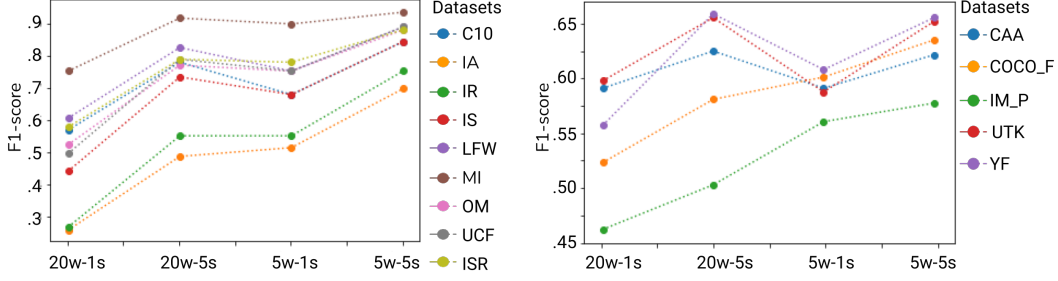 Datasets
C10
IA
IR
IS
LFW
MI
OM
UCF
ISR
F1-score
.9
.8
.7
.6
.5
.4
.3
20w-1s 20w-5s 5w-1s 5w-5s
Datasets
CAA
COCO_F
IM_P
UTK
YF
F1-score
.65
.60
.55
.50
.45
20w-1s 20w-5s 5w-1s 5w-5s